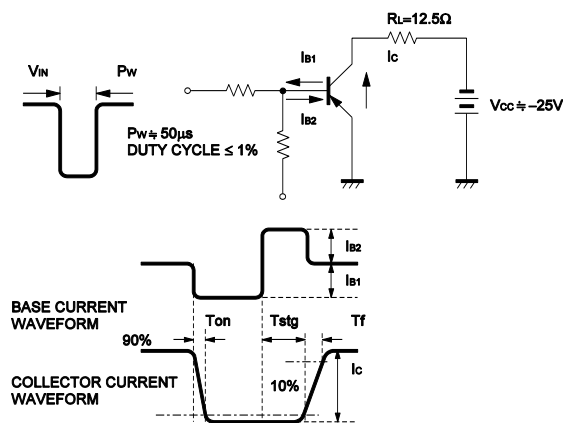 RL=12.5Ω
IB1
IC
VIN
PW
IB2
PW≒50μs
DUTY CYCLE ≤ 1%
VCC≒−25V
IB2
IB1
BASE CURRENT
WAVEFORM
Ton
Tstg
Tf
90%
IC
COLLECTOR CURRENT
WAVEFORM
10%